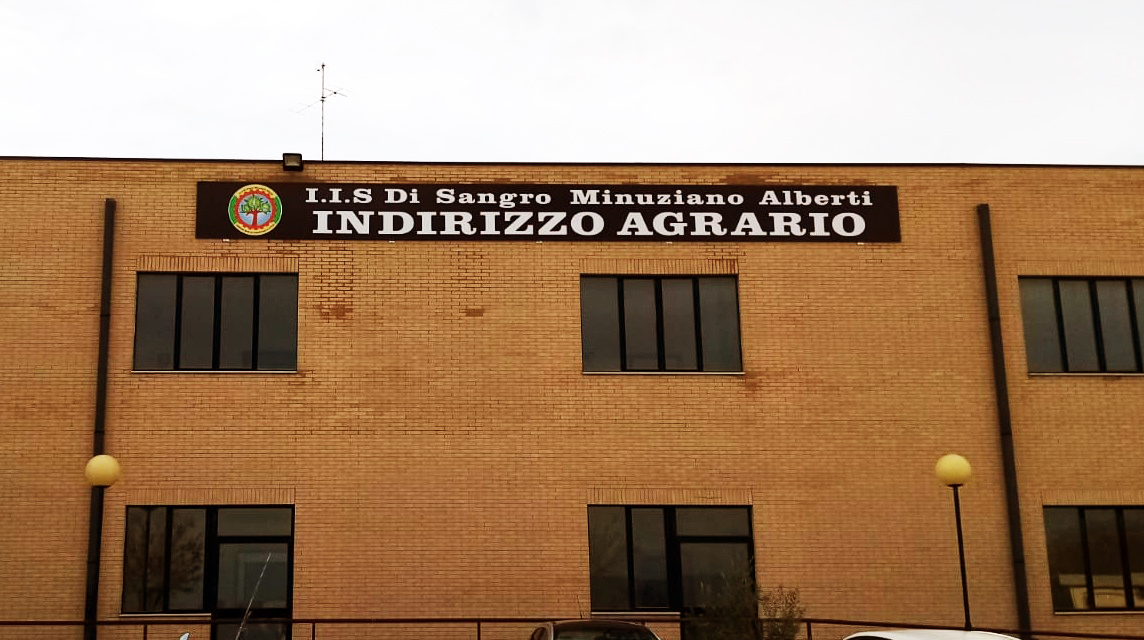 I.I.S Di Sangro Minuziano Alberti
INDIRIZZO AGRARIO